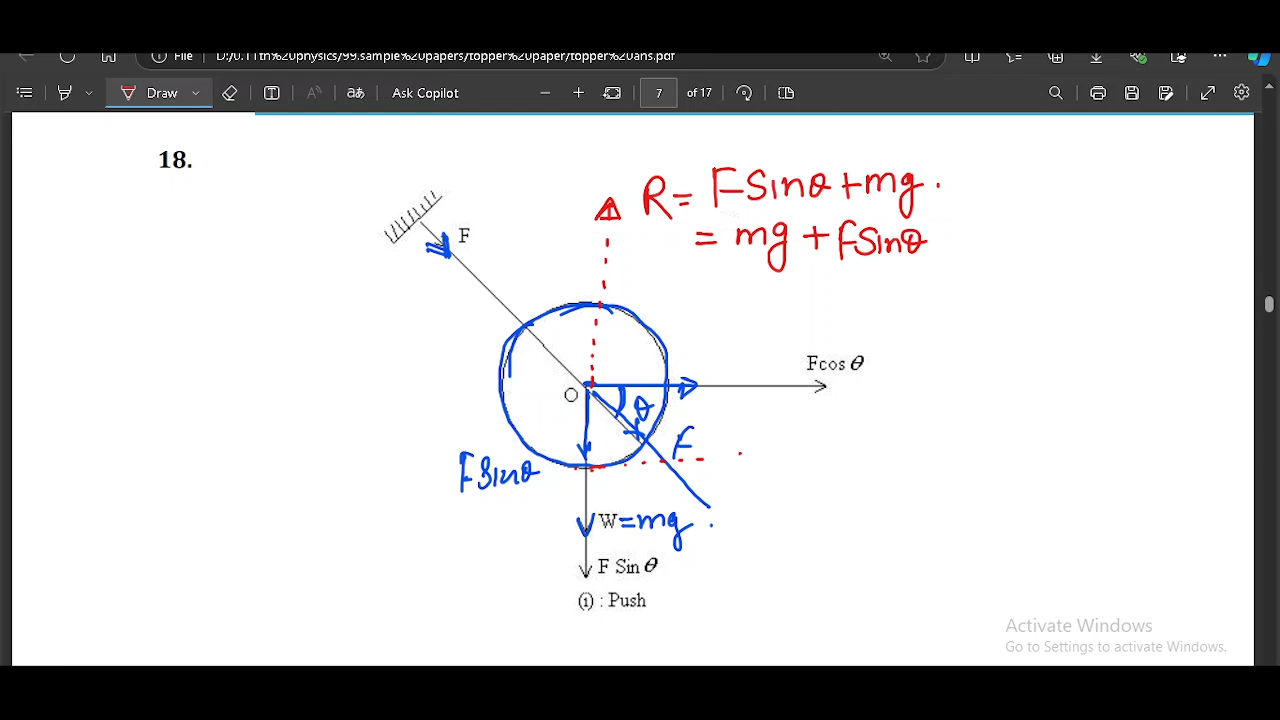 File D:/0.11th%20physics/99.sample%20papers/topper%20paper/topper%20ans.pdf
Draw Ask Copilot 7 of 17
18.
R = F Sinθ + mg.
= mg + F Sinθ
F
Fcos θ
O
θ
F
F Sinθ
W = mg
F Sin θ
(i) : Push
Activate Windows
Go to Settings to activate Windows.